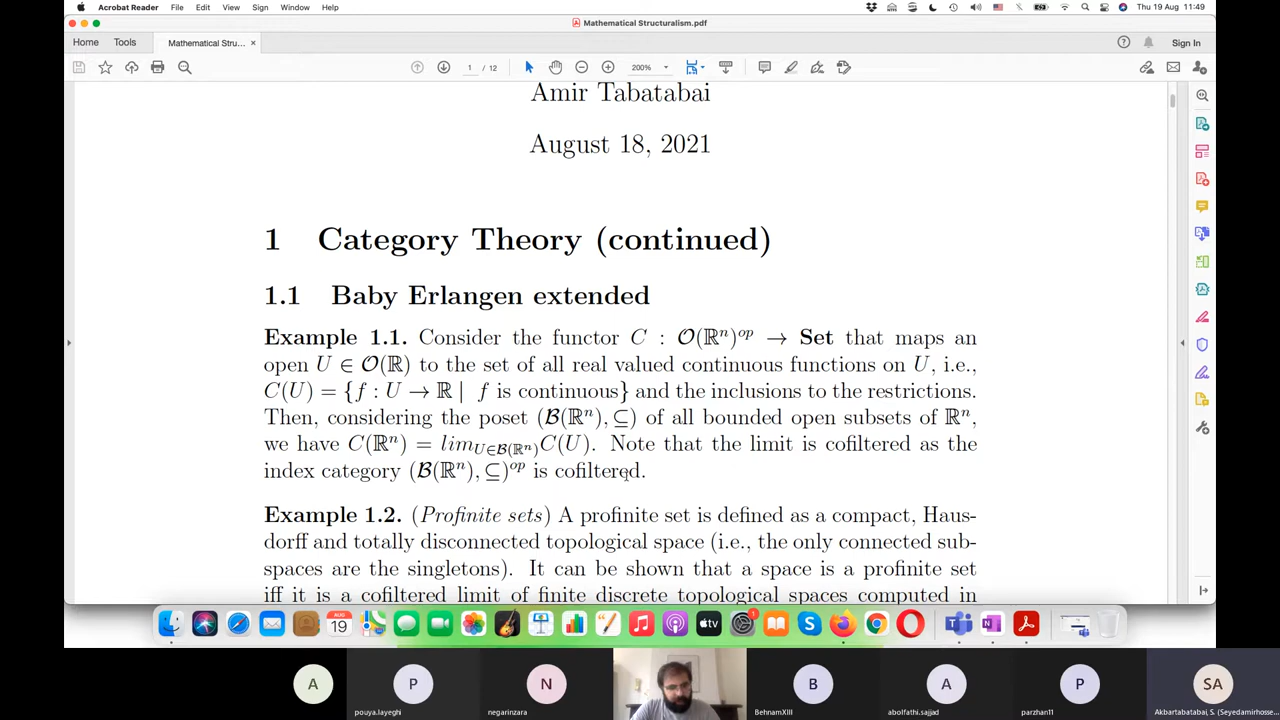 Acrobat Reader File Edit View Sign Window Help Thu 19 Aug 11:49
Mathematical Structuralism.pdf
Home Tools Mathematical Stru... × Sign In
1 / 12 200%
Amir Tabatabai
August 18, 2021
1 Category Theory (continued)
1.1 Baby Erlangen extended
Example 1.1. Consider the functor C : 𝒪(ℝⁿ)ᵒᵖ → Set that maps an
open U ∈ 𝒪(ℝ) to the set of all real valued continuous functions on U, i.e.,
C(U) = {f : U → ℝ | f is continuous} and the inclusions to the restrictions.
Then, considering the poset (ℬ(ℝⁿ), ⊆) of all bounded open subsets of ℝⁿ,
we have C(ℝⁿ) = lim_{U∈ℬ(ℝⁿ)} C(U). Note that the limit is cofiltered as the
index category (ℬ(ℝⁿ), ⊆)ᵒᵖ is cofiltered.
Example 1.2. (Profinite sets) A profinite set is defined as a compact, Haus-
dorff and totally disconnected topological space (i.e., the only connected sub-
spaces are the singletons). It can be shown that a space is a profinite set
iff it is a cofiltered limit of finite discrete topological spaces computed in
A P N B A P SA
pouya.layeghi negarinzara BehnamXIII abolfathi.sajjad parzhan11 Akbartabatabai, S. (Seyedamirhosse...